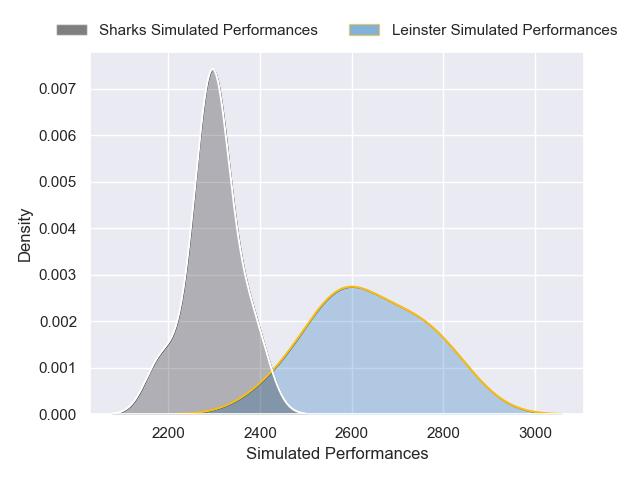 Sharks Simulated Performances Leinster Simulated Performances
0.007
0.006
0.005
0.004
0.003
0.002
0.001
0.000
Density
2200 2400 2600 2800 3000
Simulated Performances